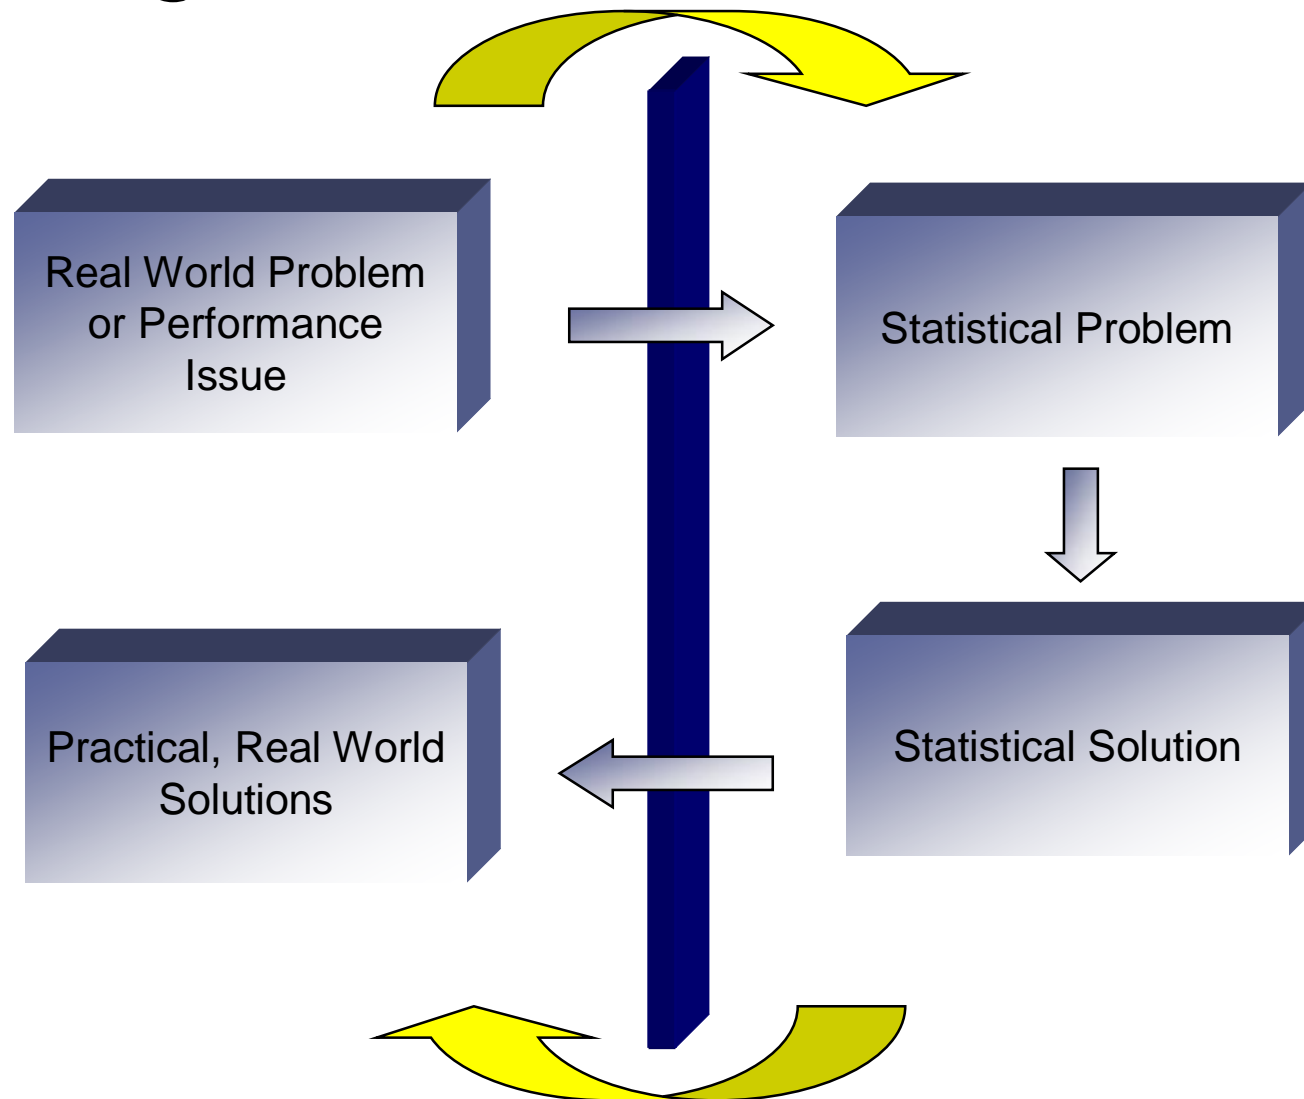 Real World Problem
or Performance
Issue
Statistical Problem
Practical, Real World
Solutions
Statistical Solution